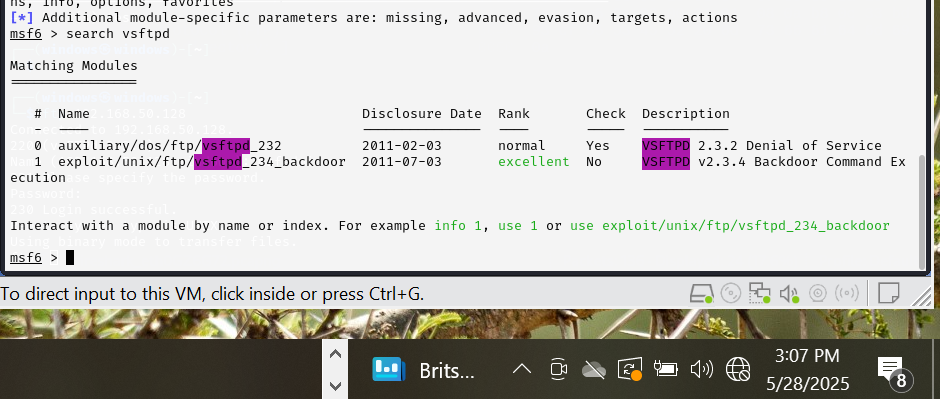 ns, info, options, favorites
[*] Additional module-specific parameters are: missing, advanced, evasion, targets, actions
msf6 > search vsftpd
Matching Modules
================
# Name Disclosure Date Rank Check Description
- ---- --------------- ---- ----- -----------
0 auxiliary/dos/ftp/vsftpd_232 2011-02-03 normal Yes VSFTPD 2.3.2 Denial of Service
1 exploit/unix/ftp/vsftpd_234_backdoor 2011-07-03 excellent No VSFTPD v2.3.4 Backdoor Command Ex
ecution
Interact with a module by name or index. For example info 1, use 1 or use exploit/unix/ftp/vsftpd_234_backdoor
msf6 >
To direct input to this VM, click inside or press Ctrl+G.
Brits...
3:07 PM
5/28/2025
8